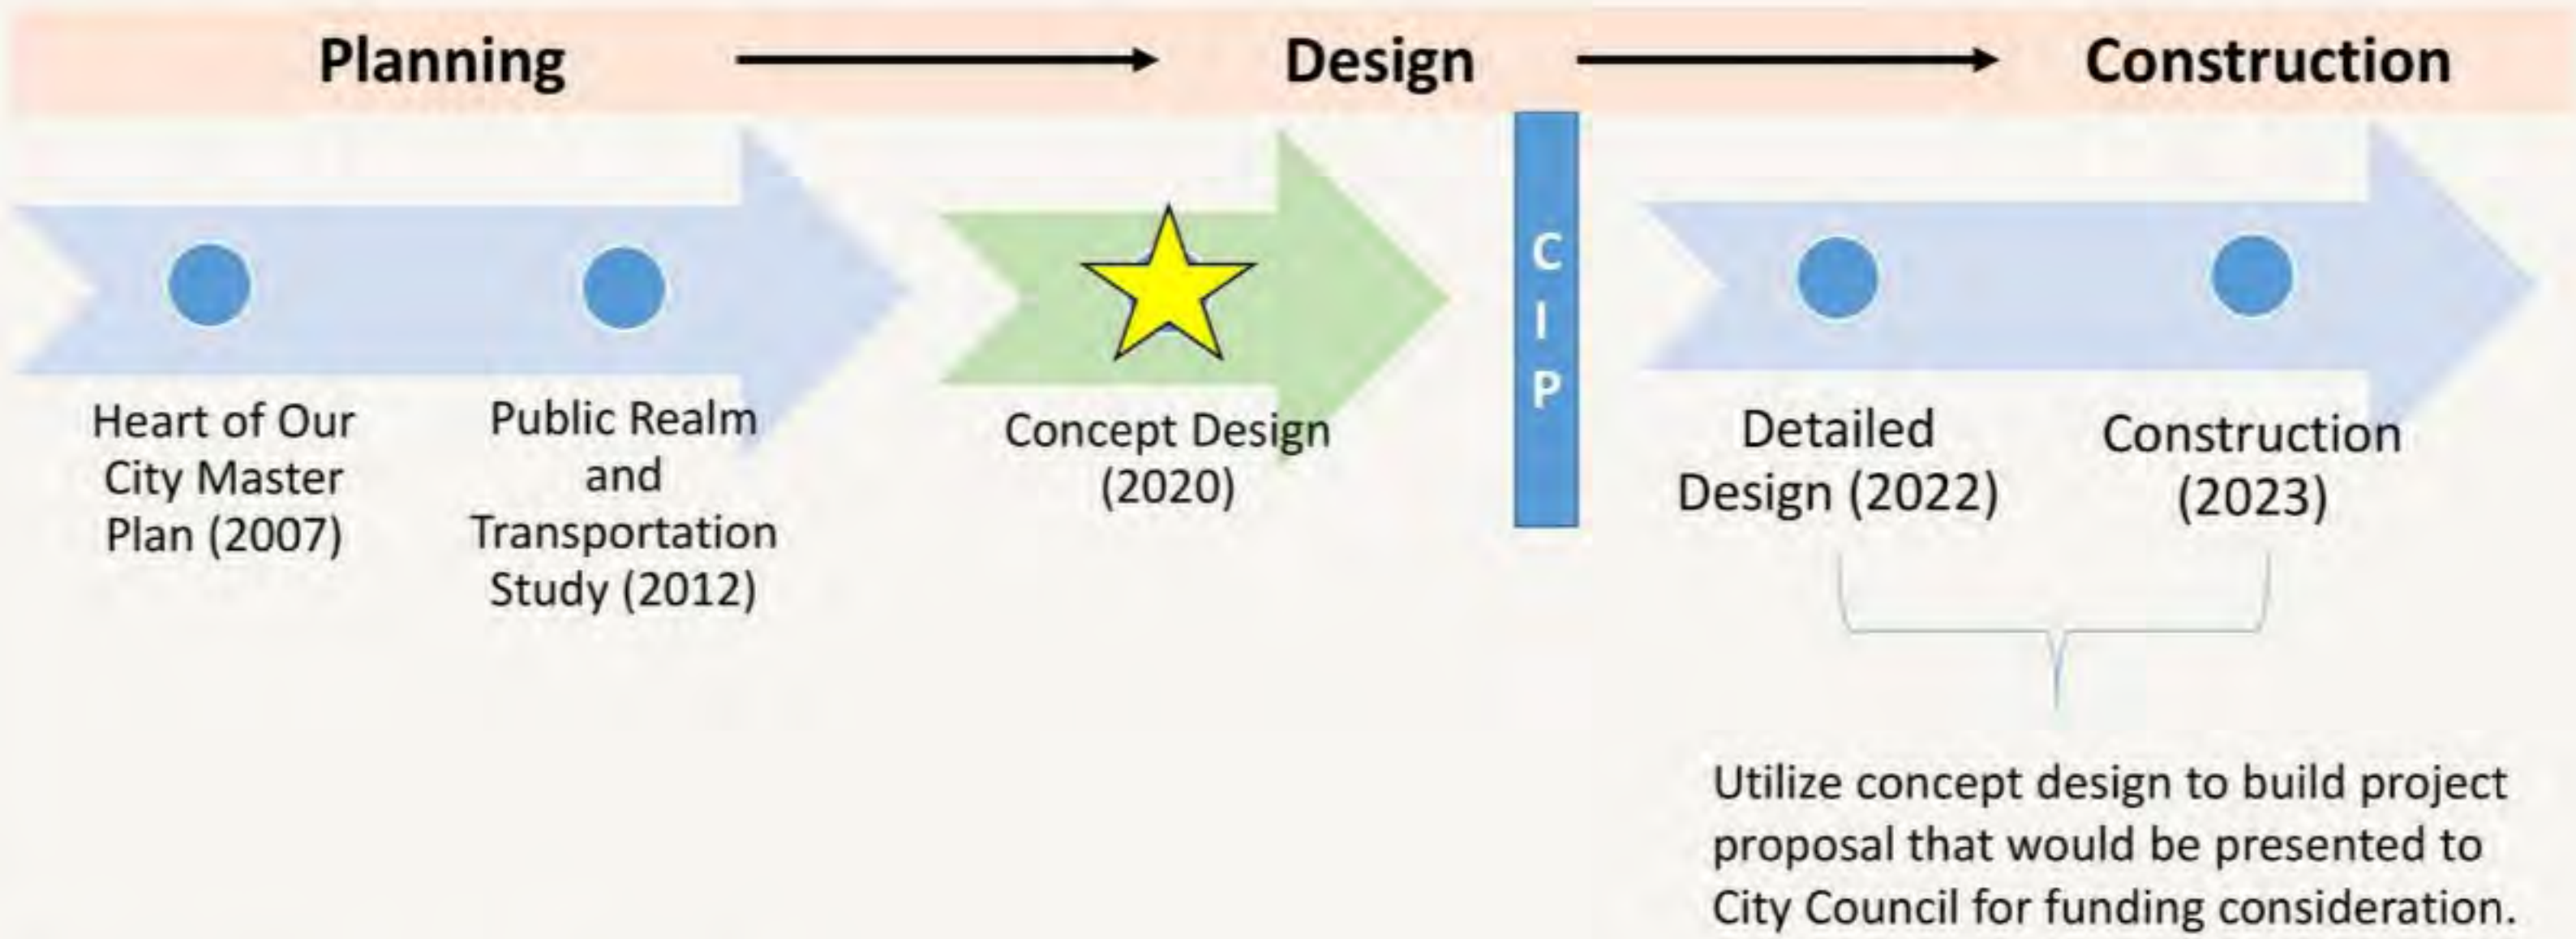 Planning
Design
Construction
Heart of Our
City Master
Plan (2007)
Public Realm
and
Transportation
Study (2012)
Concept Design
(2020)
C
I
P
Detailed
Design (2022)
Construction
(2023)
Utilize concept design to build project
proposal that would be presented to
City Council for funding consideration.